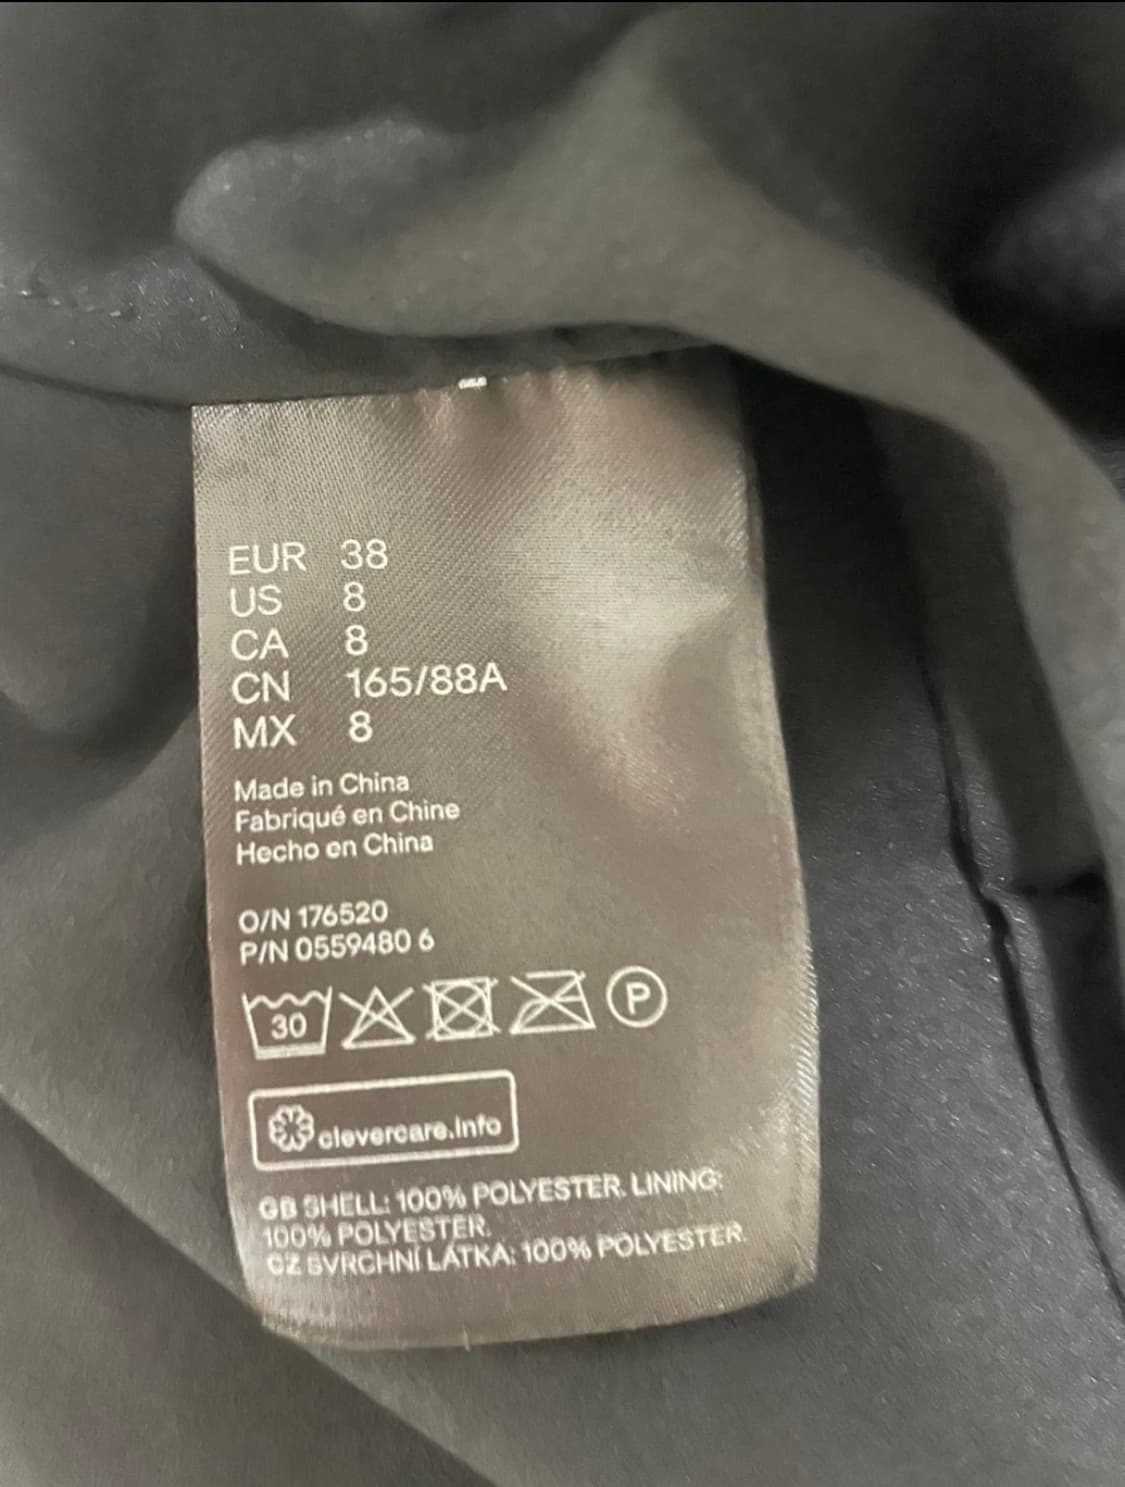 EUR 38
US 8
CA 8
CN 165/88A
MX 8
Made in China
Fabriqué en Chine
Hecho en China
O/N 176520
P/N 0559480 6
30
P
clevercare.info
GB SHELL: 100% POLYESTER. LINING:
100% POLYESTER.
CZ SVRCHNÍ LÁTKA: 100% POLYESTER.